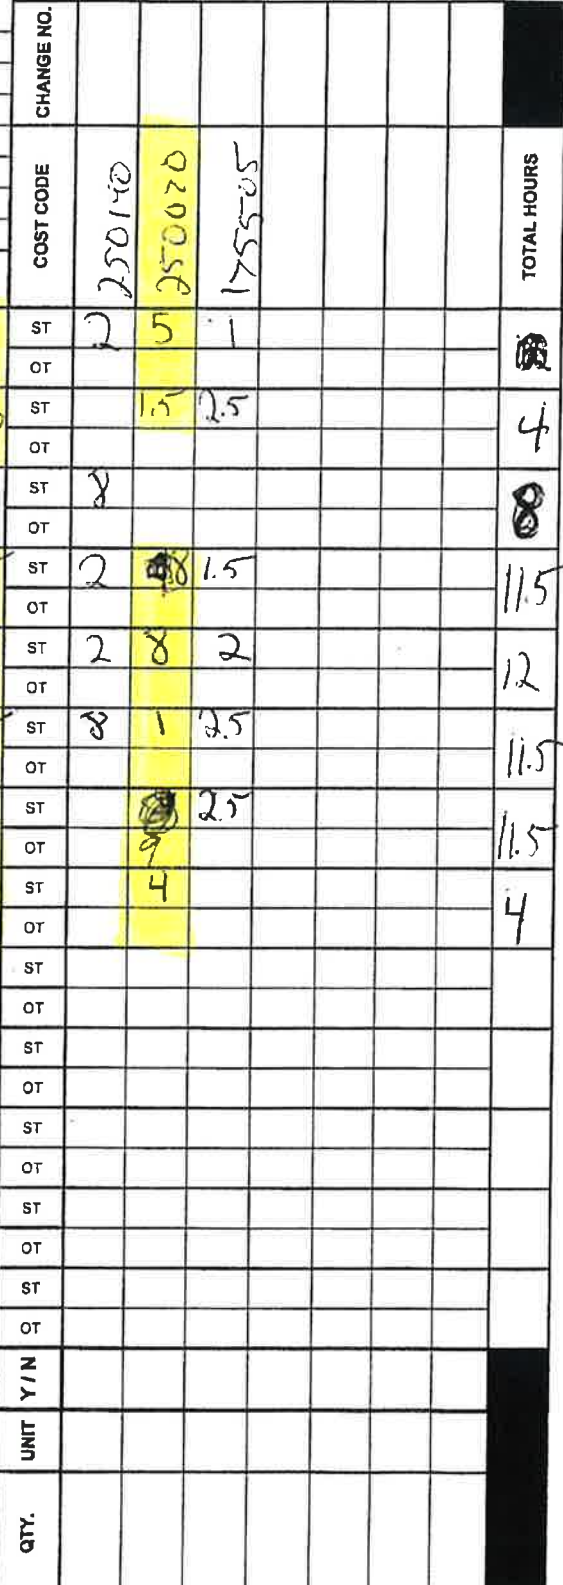 CHANGE NO.
COST CODE 250140 250020 1755-05 TOTAL HOURS
ST 2 5 1
OT
ST 1.5 2.5 4
OT
ST 8 8
OT
ST 2 8 1.5 11.5
OT
ST 2 8 2 12
OT
ST 8 1 2.5 11.5
OT
ST 2.5 11.5
OT 9
ST 4 4
OT
ST
OT
ST
OT
ST
OT
ST
OT
ST
OT
Y / N
UNIT
QTY.